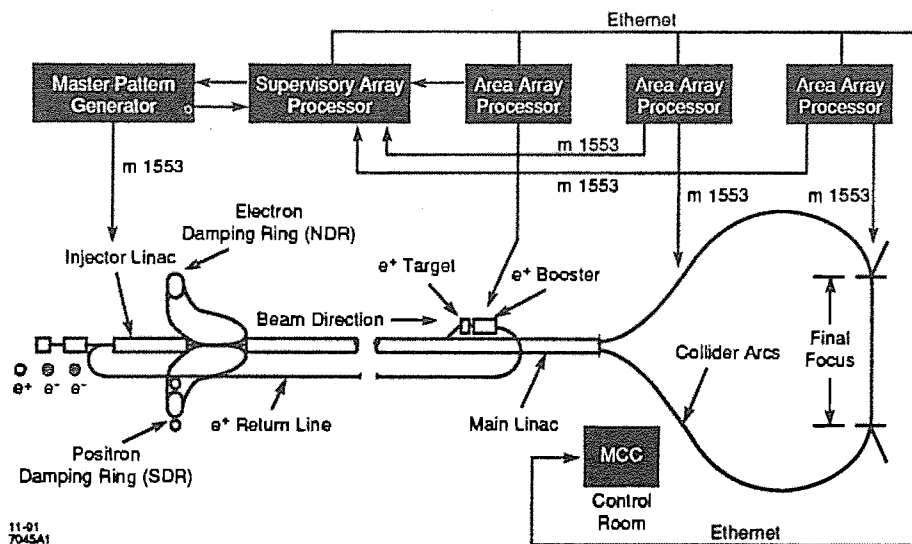 Ethernet
Master Pattern
Generator
Supervisory Array
Processor
Area Array
Processor
Area Array
Processor
Area Array
Processor
m 1553
m 1553
m 1553
m 1553
m 1553
Electron
Damping Ring (NDR)
Injector Linac
e+ Target
e+ Booster
Beam Direction
Final
Focus
Collider Arcs
e+ e- e-
e+ Return Line
Main Linac
Positron
Damping Ring (SDR)
MCC
Control
Room
Ethernet
11-91
7045A1